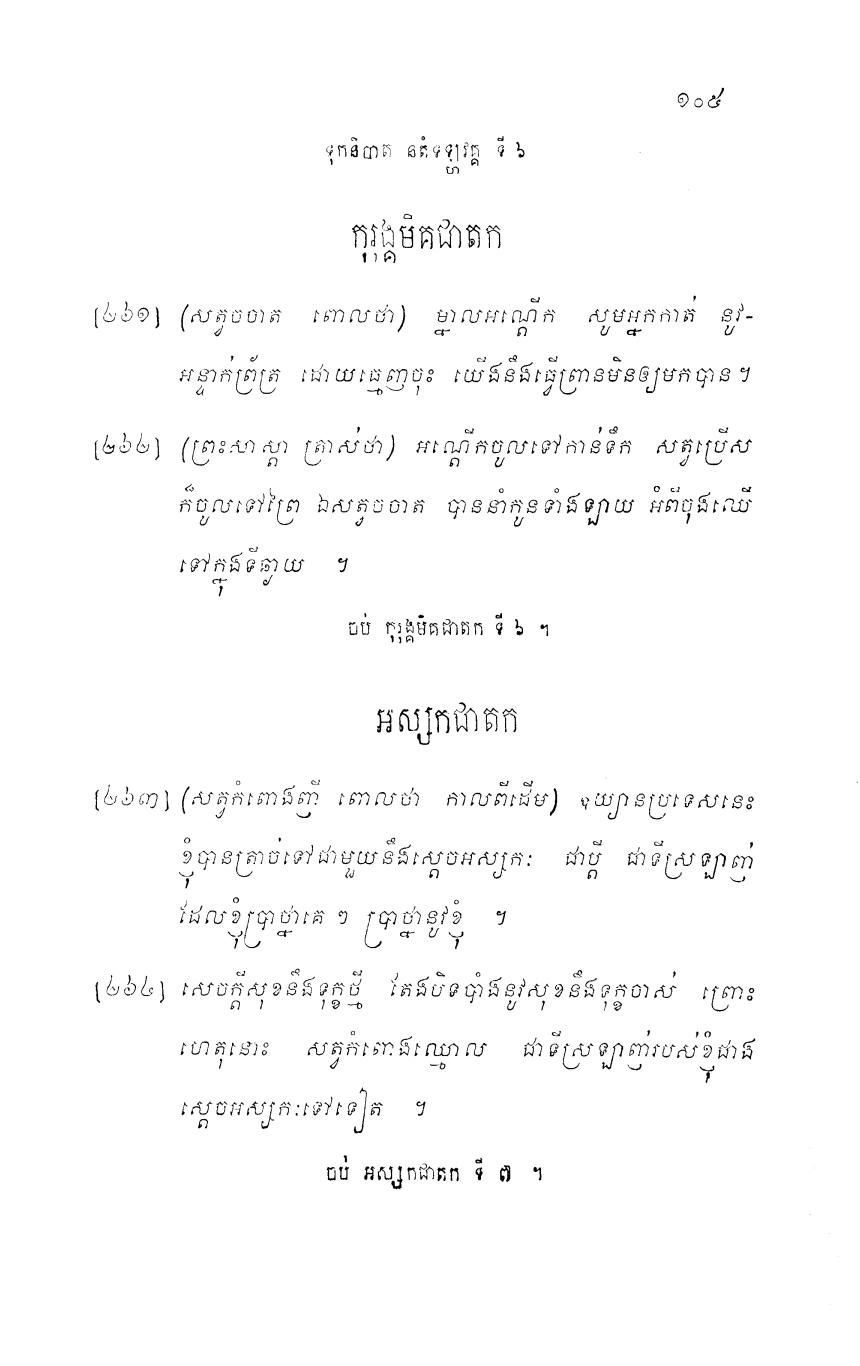 ១០៥
ទុកនិបាត នតំទឡ្ហវគ្គ ទី ៦
កុរុង្គមិគជាតក
[២៦១] (សត្វចចាត ពោលថា) ម្នាលអណ្តើក សូមអ្នកកាត់ នូវ-
អន្ទាក់ព្រ័ត្រ ដោយធ្មេញចុះ យើងនឹងធ្វើព្រានមិនឲ្យមកបាន ។
[២៦២] (ព្រះសាស្តា ត្រាស់ថា) អណ្តើកចូលទៅកាន់ទឹក សត្វប្រើស
ក៏ចូលទៅព្រៃ ឯសត្វចចាត បាននាំកូនទាំងឡាយ អំពីចុងឈើ
ទៅក្នុងទីឆ្ងាយ ។
ចប់ កុរុង្គមិគជាតក ទី ៦ ។
អស្សកជាតក
[២៦៣] (សត្វកំពោងញី ពោលថា កាលពីដើម) ឧយ្យានប្រទេសនេះ
ខ្ញុំបានត្រាច់ទៅជាមួយនឹងស្តេចអស្សកៈ ជាប្តី ជាទីស្រឡាញ់
ដែលខ្ញុំប្រាថ្នាគេ ៗ ប្រាថ្នានូវខ្ញុំ ។
[២៦៤] សេចក្តីសុខនឹងទុក្ខថ្មី តែងបិទបាំងនូវសុខនឹងទុក្ខចាស់ ព្រោះ
ហេតុនោះ សត្វកំពោងឈ្មោល ជាទីស្រឡាញ់របស់ខ្ញុំជាង
ស្តេចអស្សកៈទៅទៀត ។
ចប់ អស្សកជាតក ទី ៧ ។